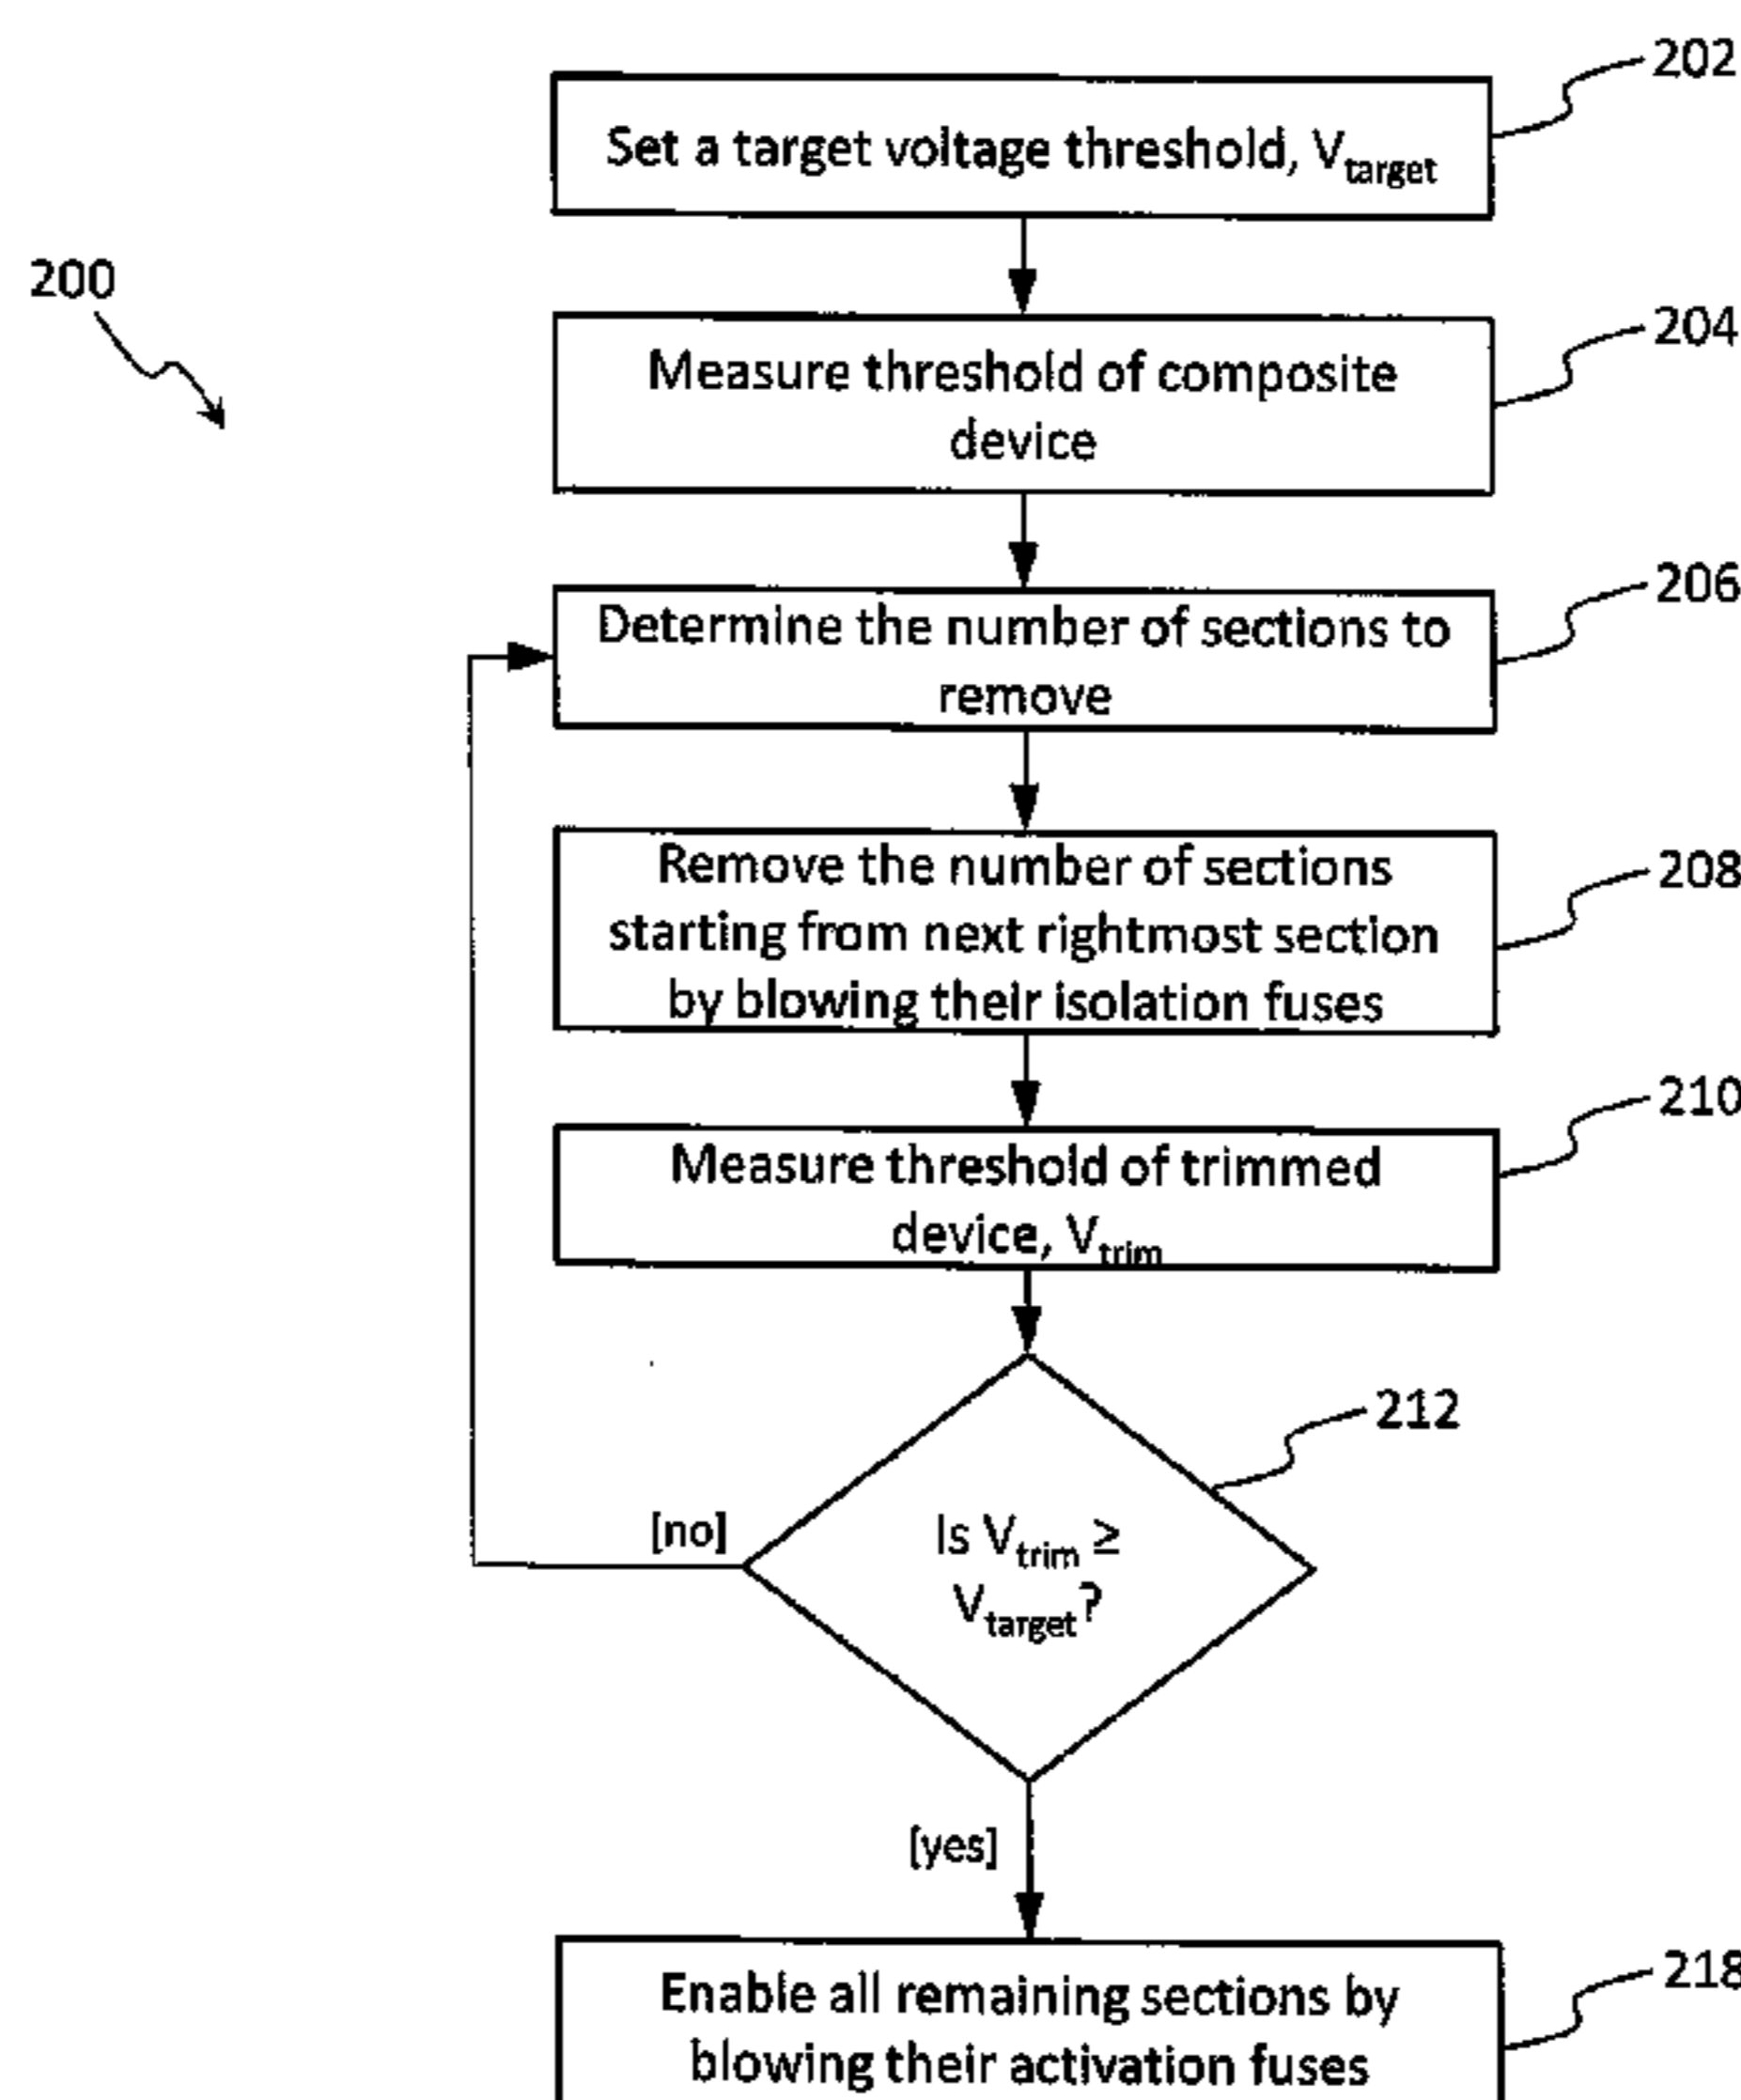 202
Set a target voltage threshold, Vtarget
200
204
Measure threshold of composite
device
206
Determine the number of sections to
remove
208
Remove the number of sections
starting from next rightmost section
by blowing their isolation fuses
210
Measure threshold of trimmed
device, Vtrim
212
[no]
Is Vtrim ≥
Vtarget?
[yes]
218
Enable all remaining sections by
blowing their activation fuses